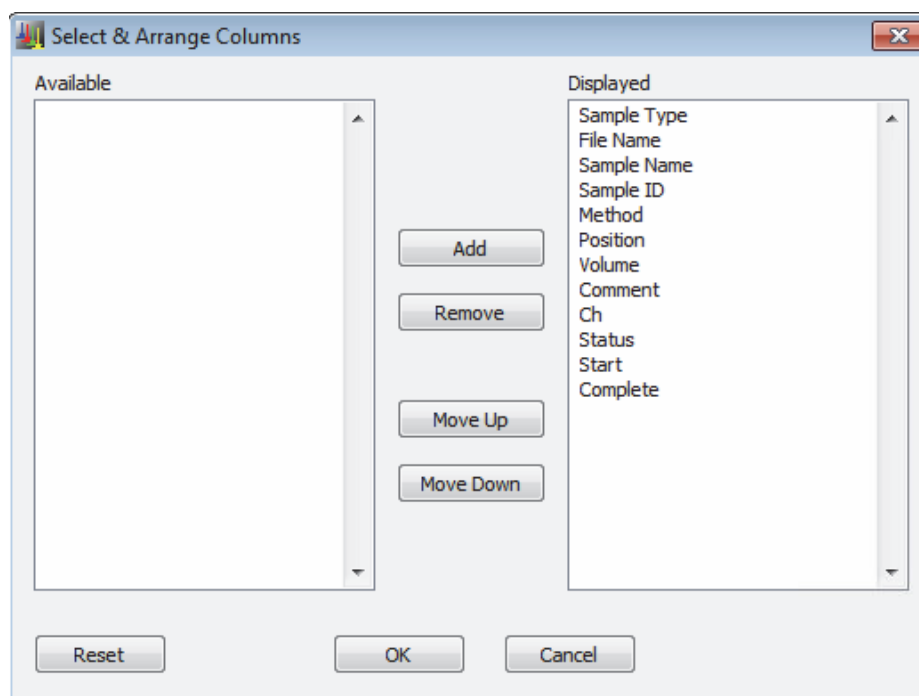 Select & Arrange Columns
Available
Displayed
Sample Type
File Name
Sample Name
Sample ID
Method
Position
Volume
Comment
Ch
Status
Start
Complete
Add
Remove
Move Up
Move Down
Reset
OK
Cancel